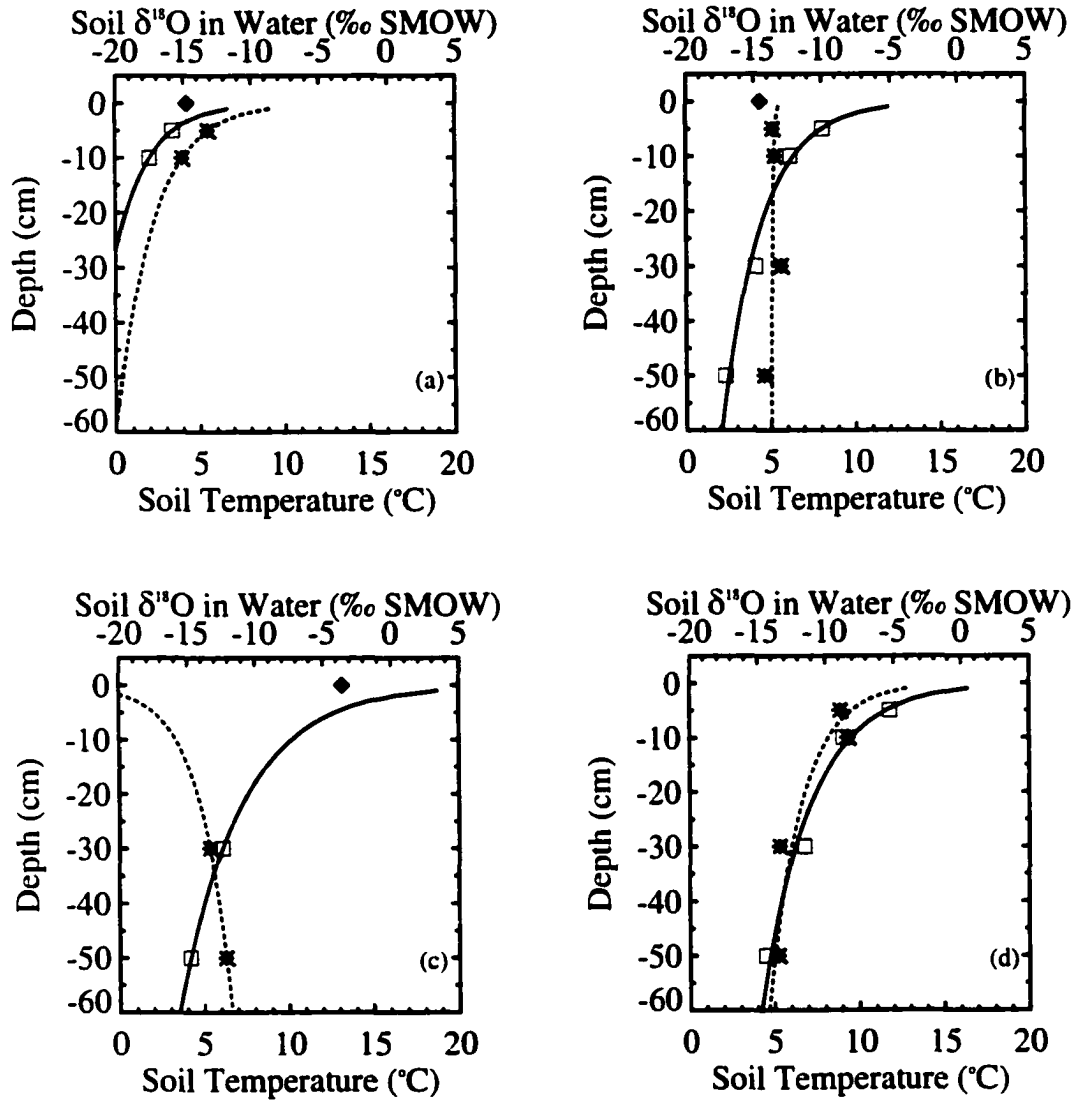 Soil δ¹⁸O in Water (‰ SMOW)
-20 -15 -10 -5 0 5
0
-10
-20
-30
-40
-50
-60
Depth (cm)
(a)
0 5 10 15 20
Soil Temperature (°C)
Soil δ¹⁸O in Water (‰ SMOW)
-20 -15 -10 -5 0 5
0
-10
-20
-30
-40
-50
-60
Depth (cm)
(b)
0 5 10 15 20
Soil Temperature (°C)
Soil δ¹⁸O in Water (‰ SMOW)
-20 -15 -10 -5 0 5
0
-10
-20
-30
-40
-50
-60
Depth (cm)
(c)
0 5 10 15 20
Soil Temperature (°C)
Soil δ¹⁸O in Water (‰ SMOW)
-20 -15 -10 -5 0 5
0
-10
-20
-30
-40
-50
-60
Depth (cm)
(d)
0 5 10 15 20
Soil Temperature (°C)